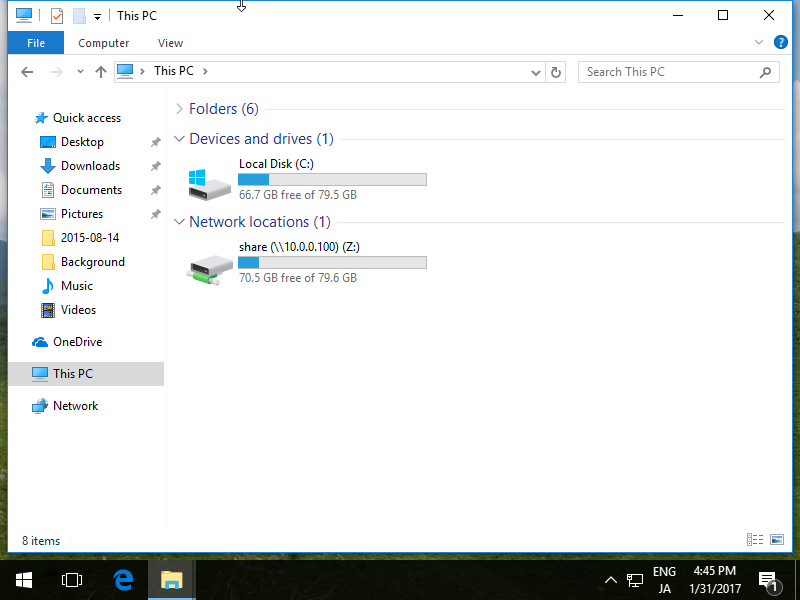 This PC
File Computer View
This PC
Search This PC
Quick access
Desktop
Downloads
Documents
Pictures
2015-08-14
Background
Music
Videos
OneDrive
This PC
Network
Folders (6)
Devices and drives (1)
Local Disk (C:)
66.7 GB free of 79.5 GB
Network locations (1)
share (\\10.0.0.100) (Z:)
70.5 GB free of 79.6 GB
8 items
ENG
JA
4:45 PM
1/31/2017
1